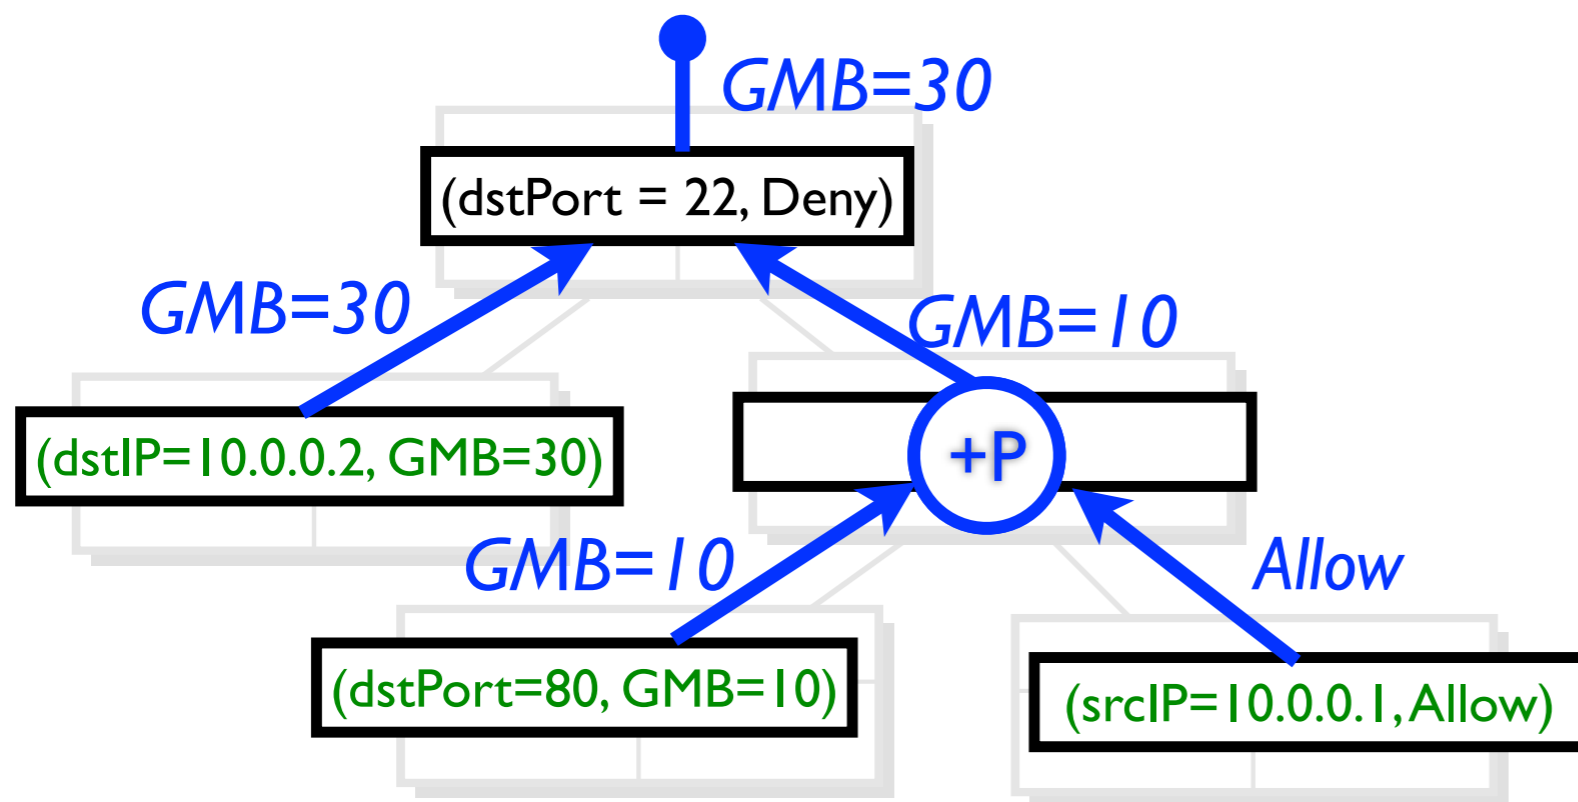 GMB=30
(dstPort = 22, Deny)
GMB=30
GMB=10
(dstIP=10.0.0.2, GMB=30)
+P
GMB=10
Allow
(dstPort=80, GMB=10)
(srcIP=10.0.0.1, Allow)